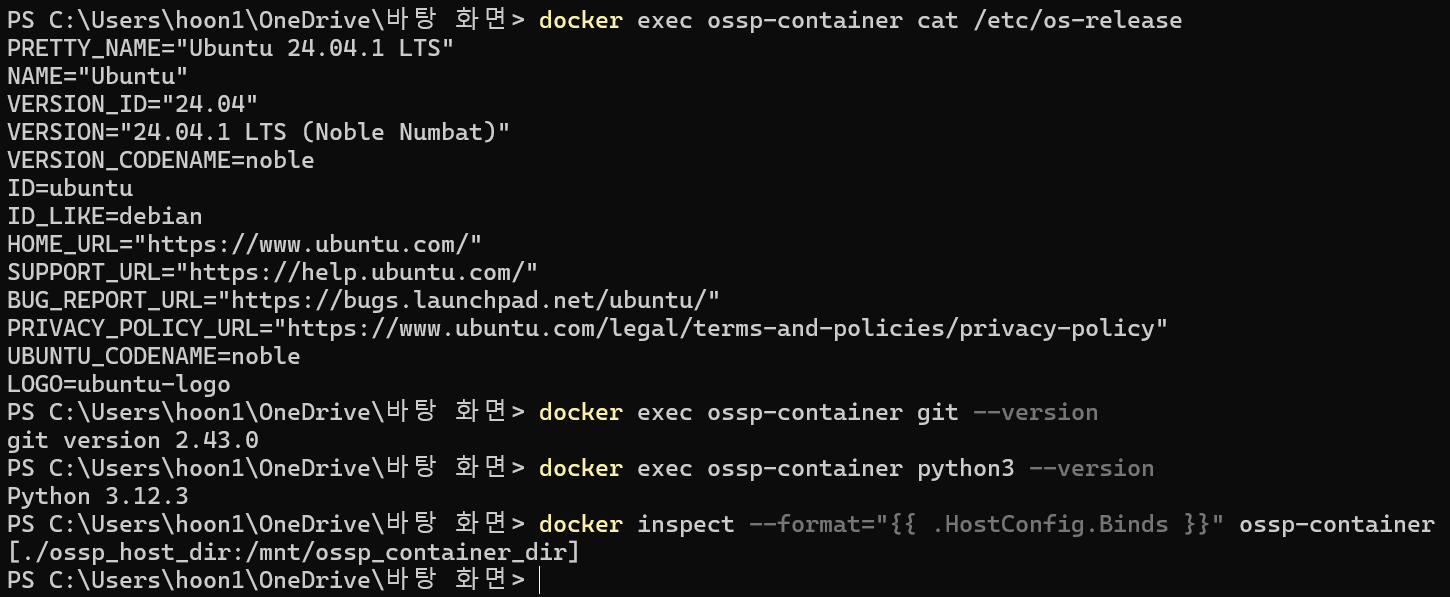 PS C:\Users\hoon1\OneDrive\바탕 화면> docker exec ossp-container cat /etc/os-release
PRETTY_NAME="Ubuntu 24.04.1 LTS"
NAME="Ubuntu"
VERSION_ID="24.04"
VERSION="24.04.1 LTS (Noble Numbat)"
VERSION_CODENAME=noble
ID=ubuntu
ID_LIKE=debian
HOME_URL="https://www.ubuntu.com/"
SUPPORT_URL="https://help.ubuntu.com/"
BUG_REPORT_URL="https://bugs.launchpad.net/ubuntu/"
PRIVACY_POLICY_URL="https://www.ubuntu.com/legal/terms-and-policies/privacy-policy"
UBUNTU_CODENAME=noble
LOGO=ubuntu-logo
PS C:\Users\hoon1\OneDrive\바탕 화면> docker exec ossp-container git --version
git version 2.43.0
PS C:\Users\hoon1\OneDrive\바탕 화면> docker exec ossp-container python3 --version
Python 3.12.3
PS C:\Users\hoon1\OneDrive\바탕 화면> docker inspect --format="{{ .HostConfig.Binds }}" ossp-container
[./ossp_host_dir:/mnt/ossp_container_dir]
PS C:\Users\hoon1\OneDrive\바탕 화면>